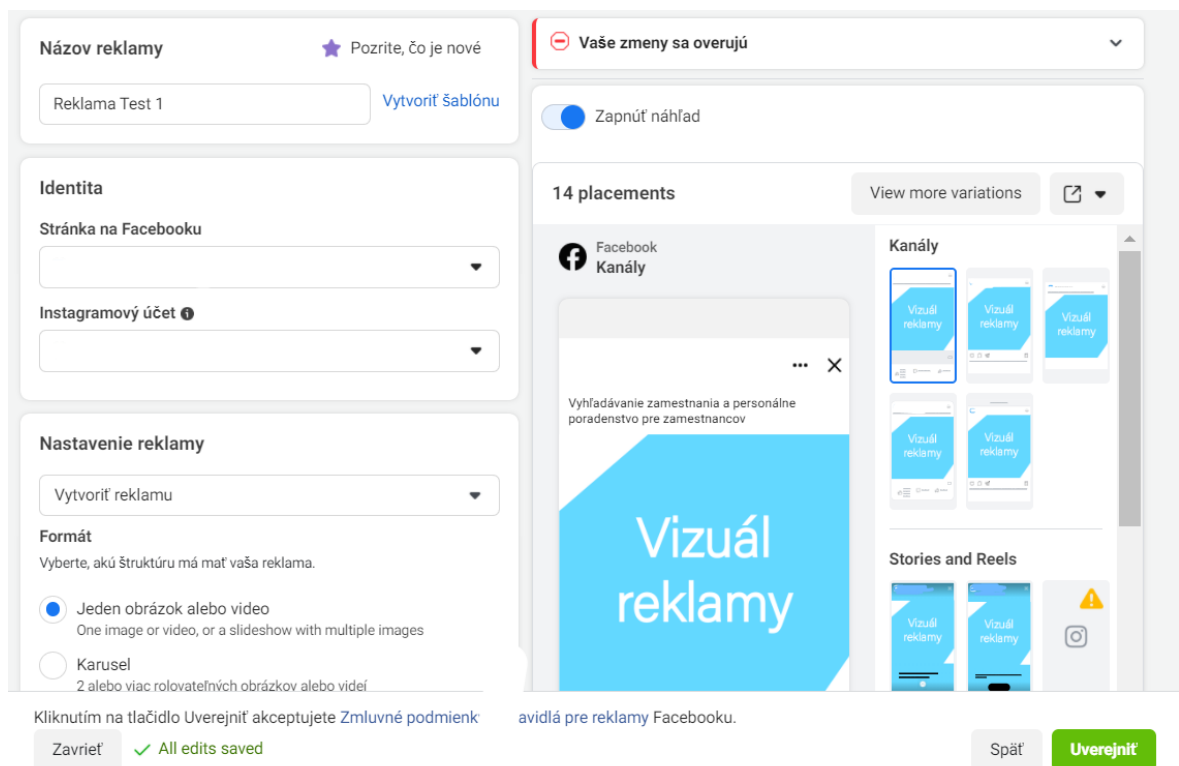 Názov reklamy
Pozrite, čo je nové
Reklama Test 1
Vytvoriť šablónu
Identita
Stránka na Facebooku
Instagramový účet
Nastavenie reklamy
Vytvoriť reklamu
Formát
Vyberte, akú štruktúru má mať vaša reklama.
Jeden obrázok alebo video
One image or video, or a slideshow with multiple images
Karusel
2 alebo viac rolovateľných obrázkov alebo videí
Vaše zmeny sa overujú
Zapnúť náhľad
14 placements
View more variations
Facebook
Kanály
Vyhľadávanie zamestnania a personálne
poradenstvo pre zamestnancov
Vizuál
reklamy
Kanály
Vizuál
reklamy
Vizuál
reklamy
Vizuál
reklamy
Vizuál
reklamy
Vizuál
reklamy
Stories and Reels
Vizuál
reklamy
Vizuál
reklamy
Kliknutím na tlačidlo Uverejniť akceptujete Zmluvné podmienk avidlá pre reklamy Facebooku.
Zavrieť
All edits saved
Späť
Uverejniť